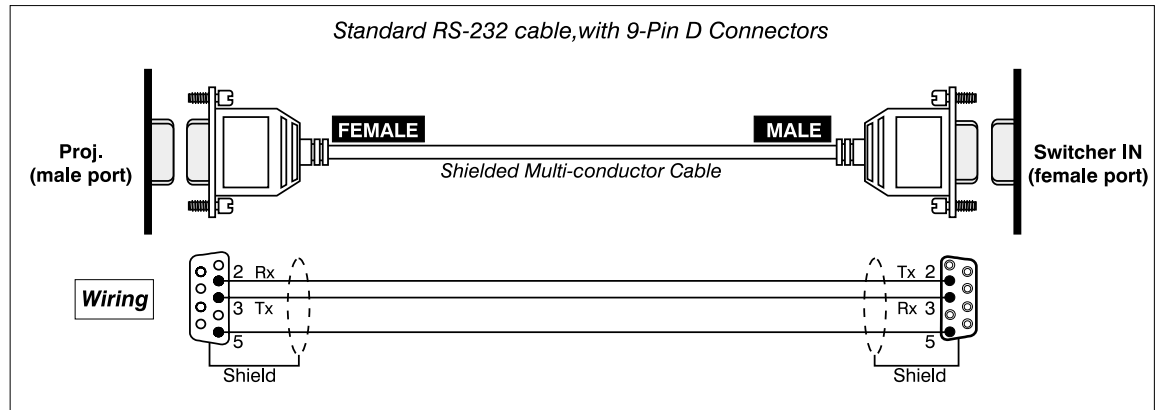 Standard RS-232 cable,with 9-Pin D Connectors
FEMALE
MALE
Proj.
(male port)
Shielded Multi-conductor Cable
Switcher IN
(female port)
Wiring
2 Rx
Tx 2
3 Tx
Rx 3
5
5
Shield
Shield